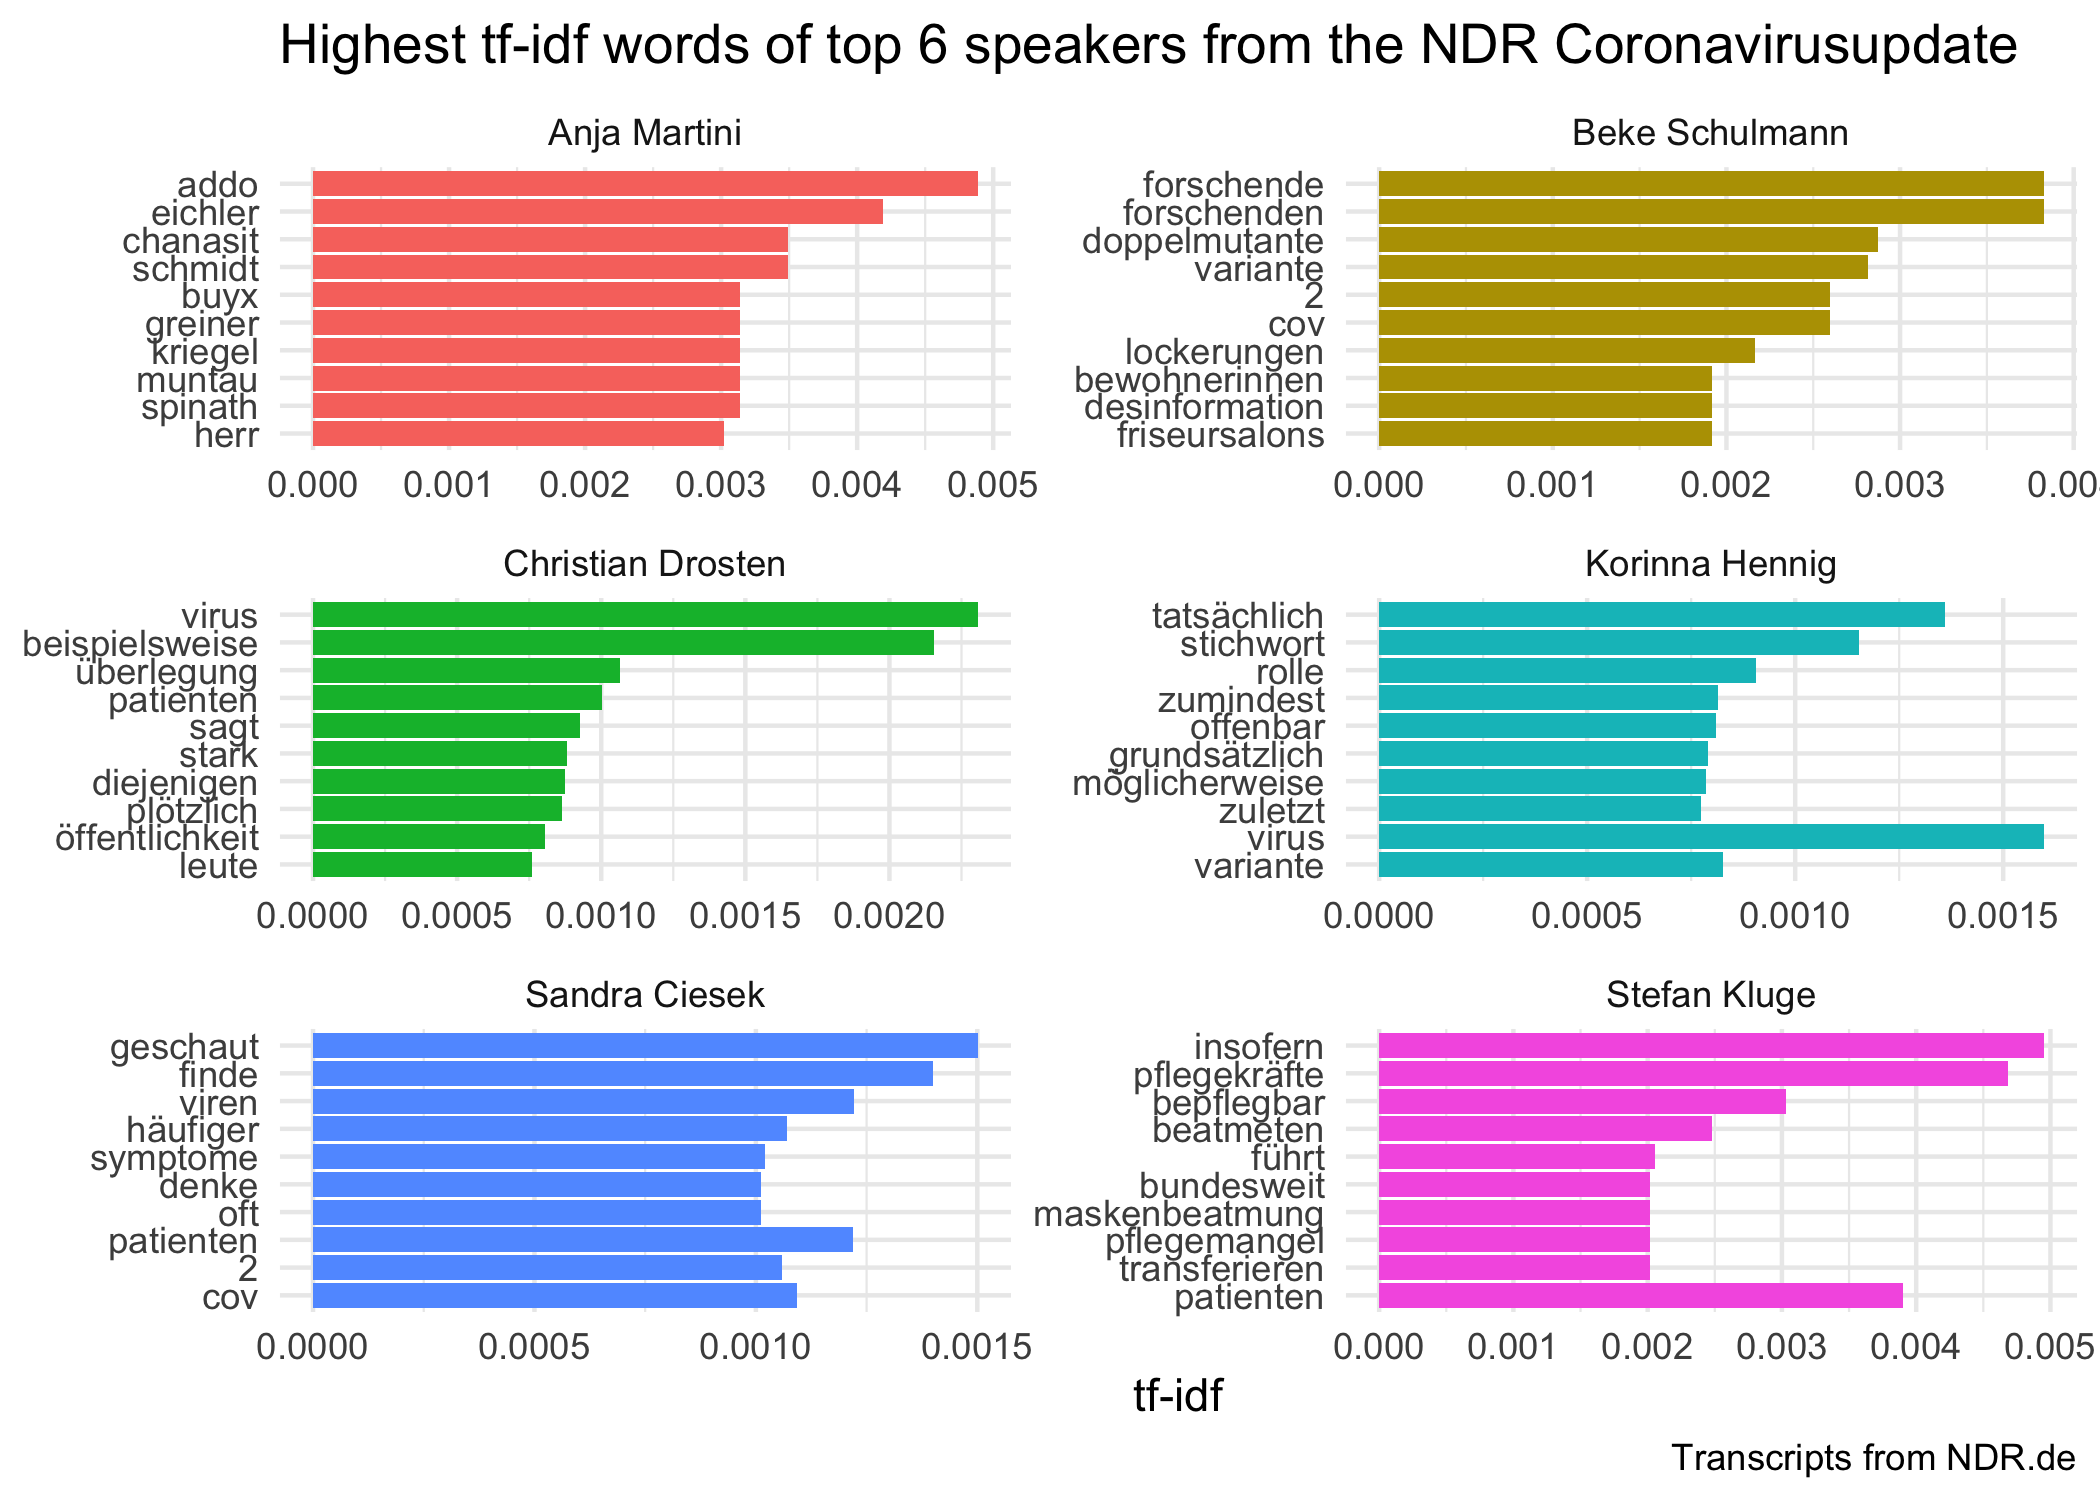 Highest tf-idf words of top 6 speakers from the NDR Coronavirusupdate
Anja Martini
addo
eichler
chanasit
schmidt
buyx
greiner
kriegel
muntau
spinath
herr
0.000 0.001 0.002 0.003 0.004 0.005
Beke Schulmann
forschende
forschenden
doppelmutante
variante
2
cov
lockerungen
bewohnerinnen
desinformation
friseursalons
0.000 0.001 0.002 0.003
Christian Drosten
virus
beispielsweise
überlegung
patienten
sagt
stark
diejenigen
plötzlich
öffentlichkeit
leute
0.0000 0.0005 0.0010 0.0015 0.0020
Korinna Hennig
tatsächlich
stichwort
rolle
zumindest
offenbar
grundsätzlich
möglicherweise
zuletzt
virus
variante
0.0000 0.0005 0.0010 0.0015
Sandra Ciesek
geschaut
finde
viren
häufiger
symptome
denke
oft
patienten
2
cov
0.0000 0.0005 0.0010 0.0015
Stefan Kluge
insofern
pflegekräfte
bepflegbar
beatmeten
führt
bundesweit
maskenbeatmung
pflegemangel
transferieren
patienten
0.000 0.001 0.002 0.003 0.004 0.005
tf-idf
Transcripts from NDR.de